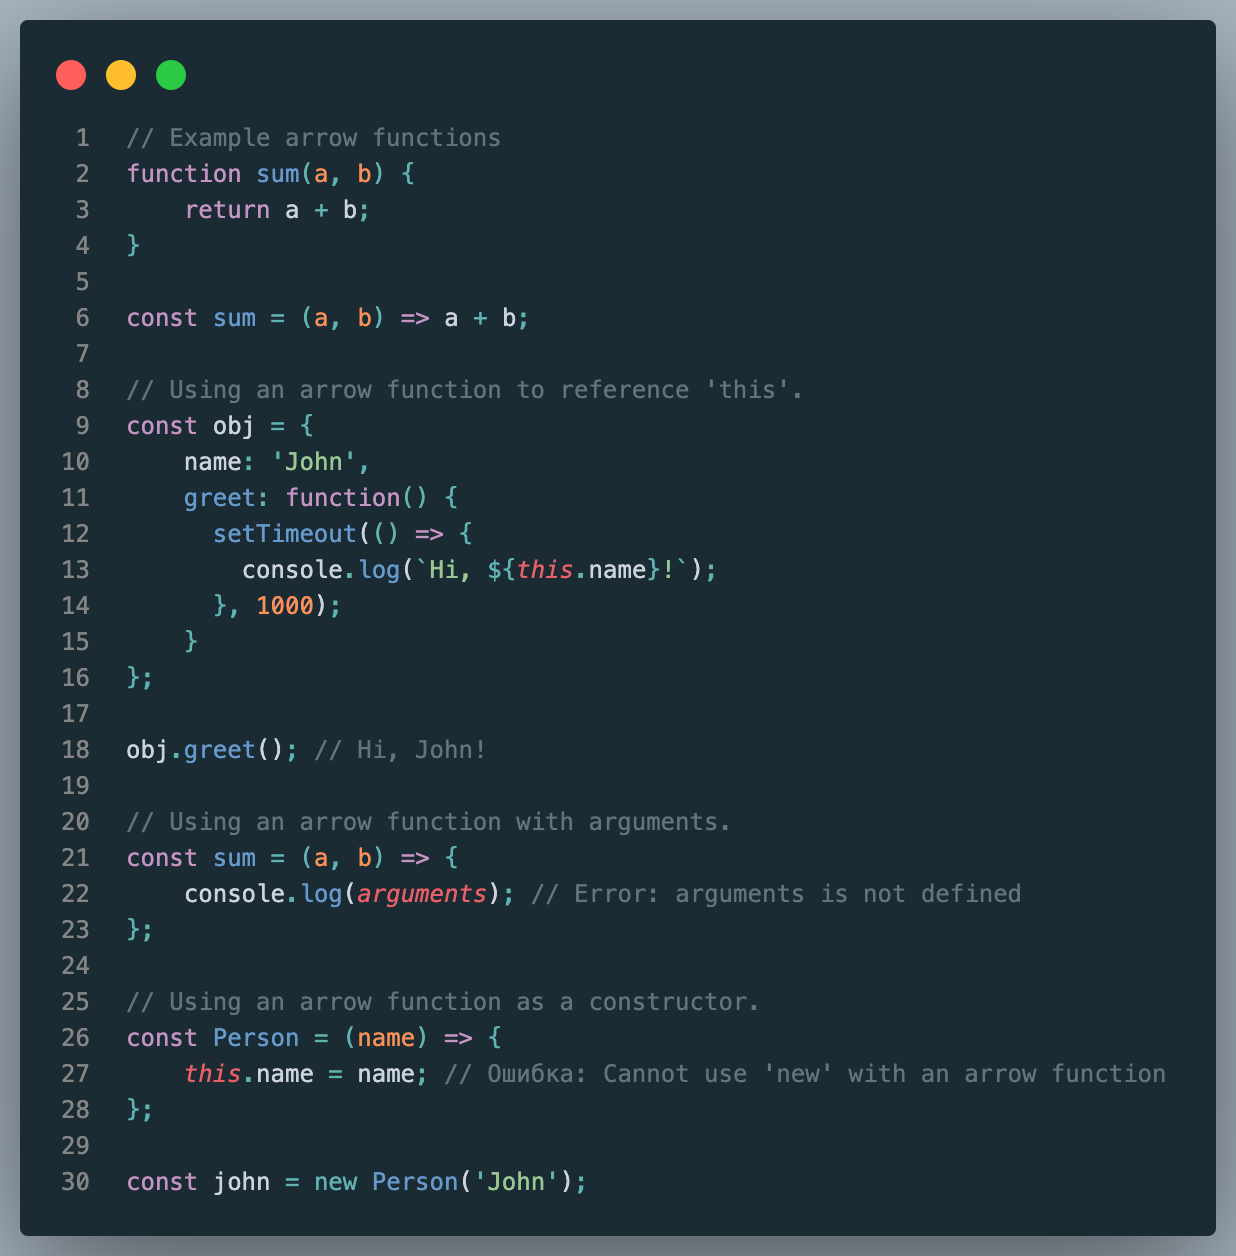 1 // Example arrow functions
2 function sum(a, b) {
3     return a + b;
4 }
5
6 const sum = (a, b) => a + b;
7
8 // Using an arrow function to reference 'this'.
9 const obj = {
10       name: 'John',
11     greet: function() {
12       setTimeout(() => {
13         console.log(`Hi, ${this.name}!`);
14       }, 1000);
15     }
16 };
17
18 obj.greet(); // Hi, John!
19
20 // Using an arrow function with arguments.
21 const sum = (a, b) => {
22     console.log(arguments); // Error: arguments is not defined
23 };
24
25 // Using an arrow function as a constructor.
26 const Person = (name) => {
27     this.name = name; // Ошибка: Cannot use 'new' with an arrow function
28 };
29
30 const john = new Person('John');